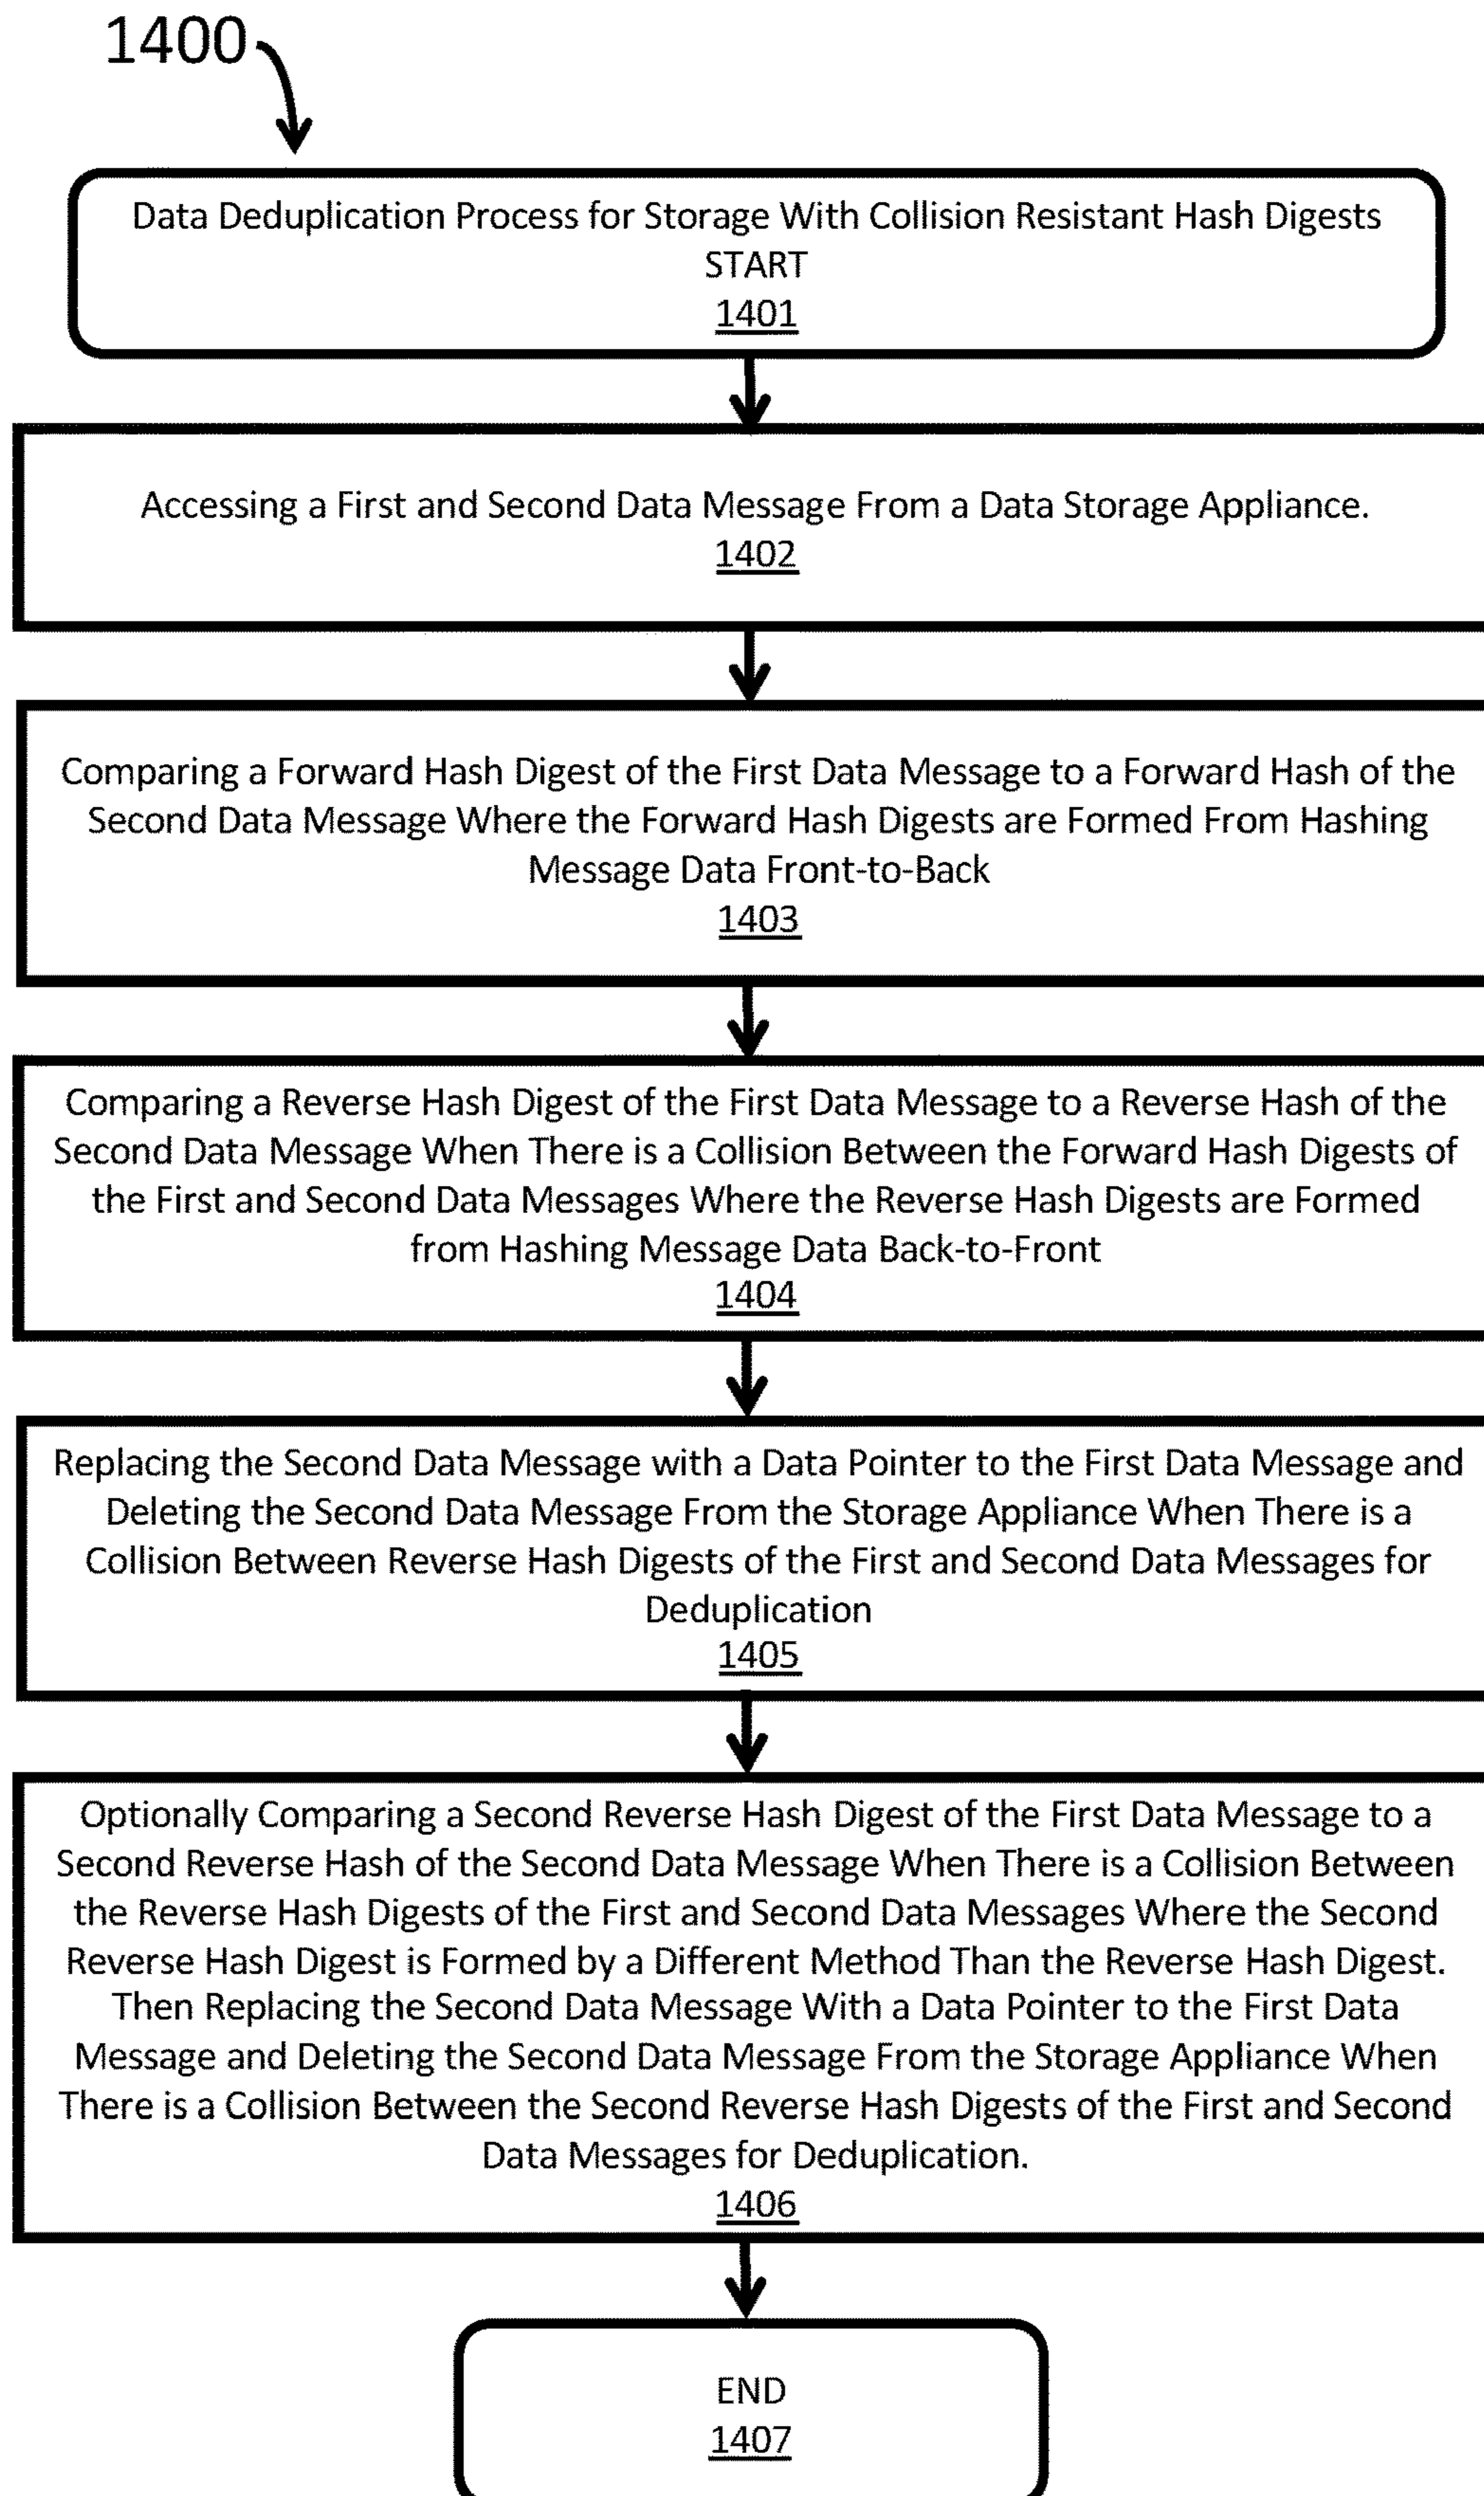 1400
Data Deduplication Process for Storage With Collision Resistant Hash Digests
START
1401
Accessing a First and Second Data Message From a Data Storage Appliance.
1402
Comparing a Forward Hash Digest of the First Data Message to a Forward Hash of the
Second Data Message Where the Forward Hash Digests are Formed From Hashing
Message Data Front-to-Back
1403
Comparing a Reverse Hash Digest of the First Data Message to a Reverse Hash of the
Second Data Message When There is a Collision Between the Forward Hash Digests of
the First and Second Data Messages Where the Reverse Hash Digests are Formed
from Hashing Message Data Back-to-Front
1404
Replacing the Second Data Message with a Data Pointer to the First Data Message and
Deleting the Second Data Message From the Storage Appliance When There is a
Collision Between Reverse Hash Digests of the First and Second Data Messages for
Deduplication
1405
Optionally Comparing a Second Reverse Hash Digest of the First Data Message to a
Second Reverse Hash of the Second Data Message When There is a Collision Between
the Reverse Hash Digests of the First and Second Data Messages Where the Second
Reverse Hash Digest is Formed by a Different Method Than the Reverse Hash Digest.
Then Replacing the Second Data Message With a Data Pointer to the First Data
Message and Deleting the Second Data Message From the Storage Appliance When
There is a Collision Between the Second Reverse Hash Digests of the First and Second
Data Messages for Deduplication.
1406
END
1407